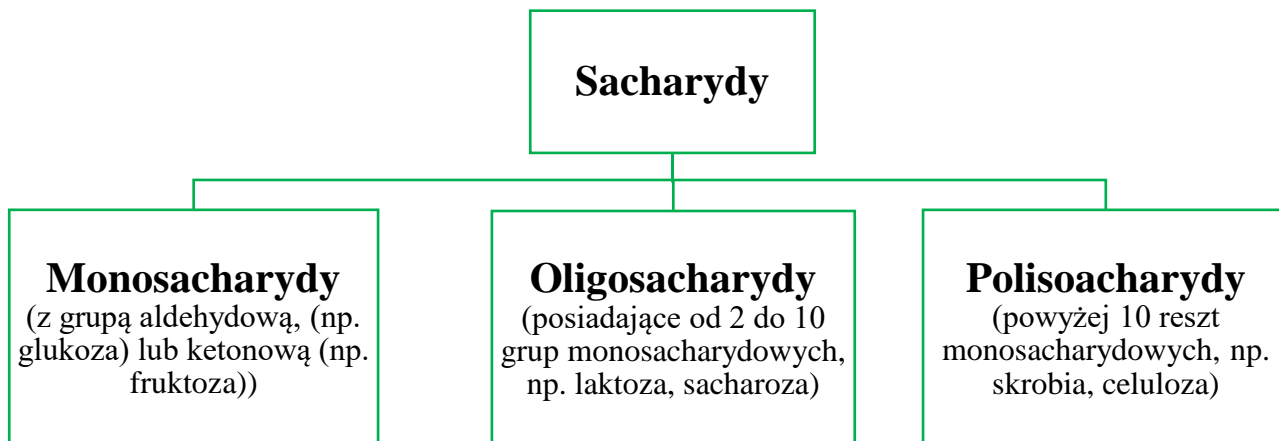 Sacharydy
Monosacharydy
(z grupą aldehydową, (np.
glukoza) lub ketonową (np.
fruktoza))
Oligosacharydy
(posiadające od 2 do 10
grup monosacharydowych,
np. laktoza, sacharoza)
Polisoacharydy
(powyżej 10 reszt
monosacharydowych, np.
skrobia, celuloza)